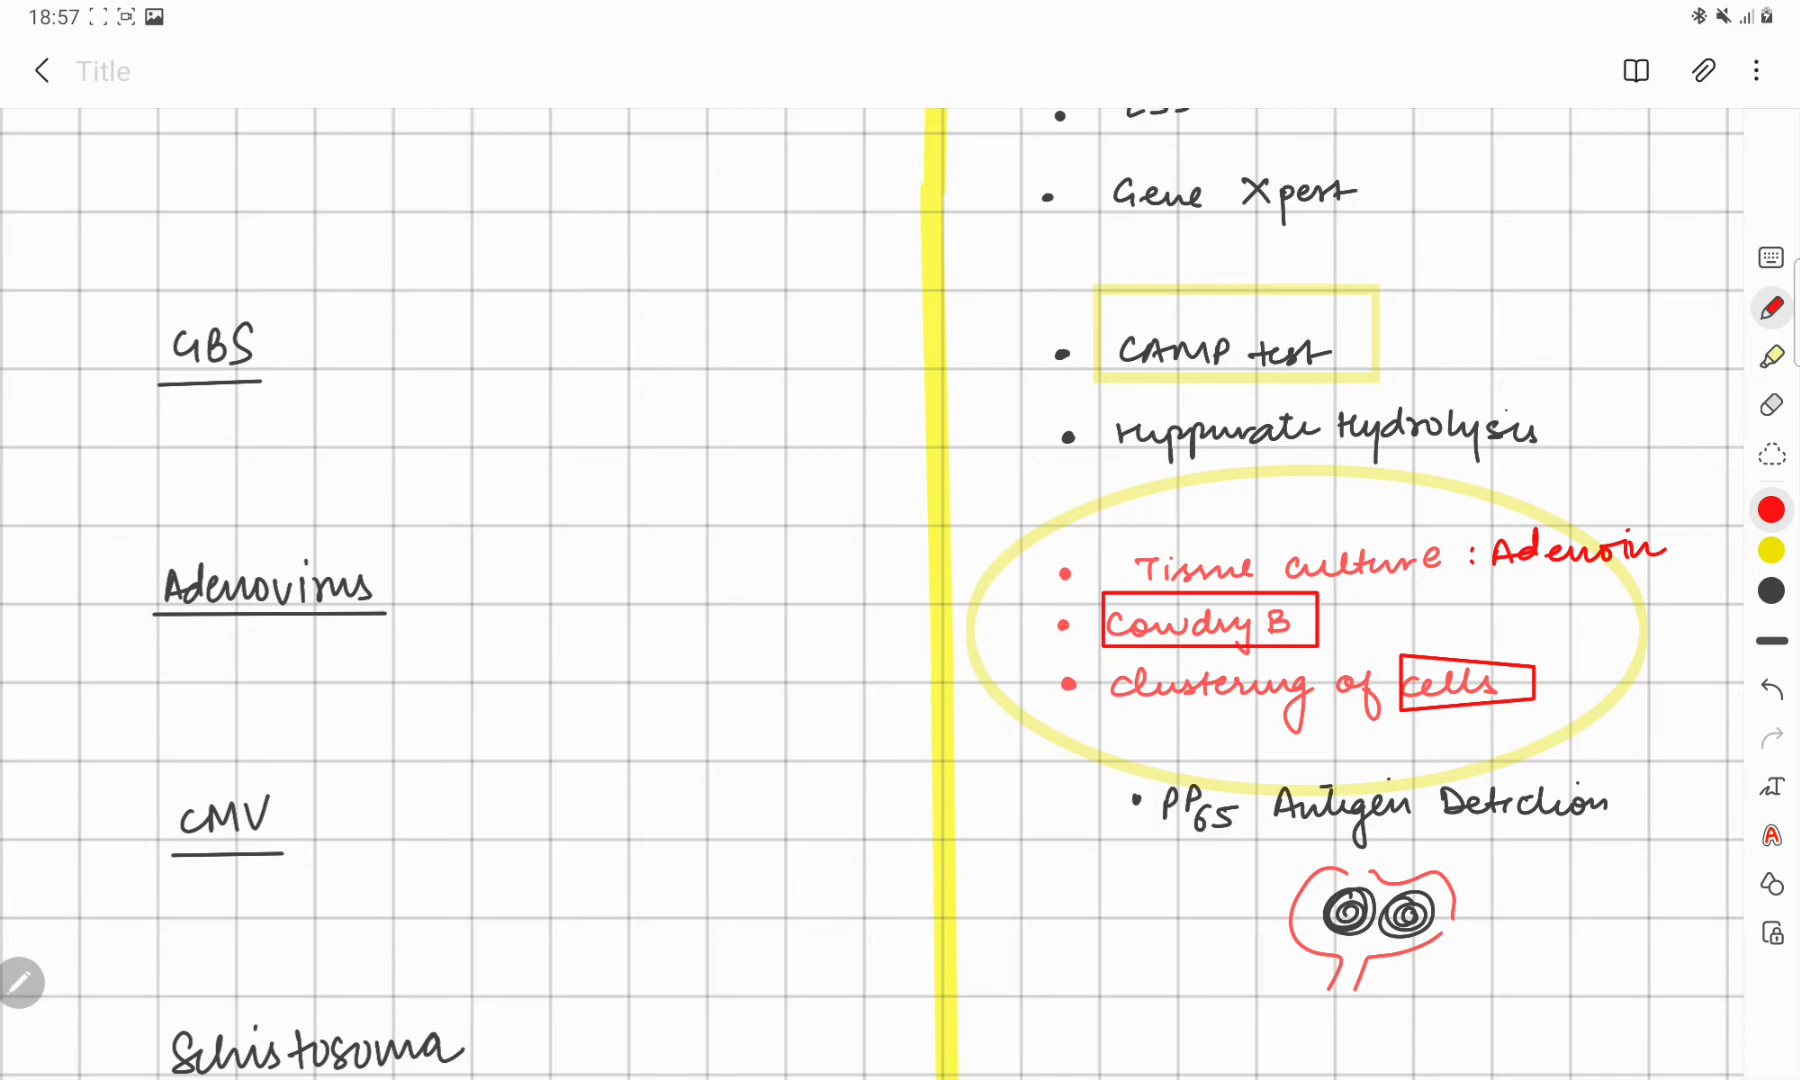 18:57
Title
Gene Xpert
GBS
CAMP test
Hippurate Hydrolysis
Adenovirus
Tissue culture : Adenovir
Cowdry B
clustering of cells
CMV
PP65 Antigen Detection
Schistosoma